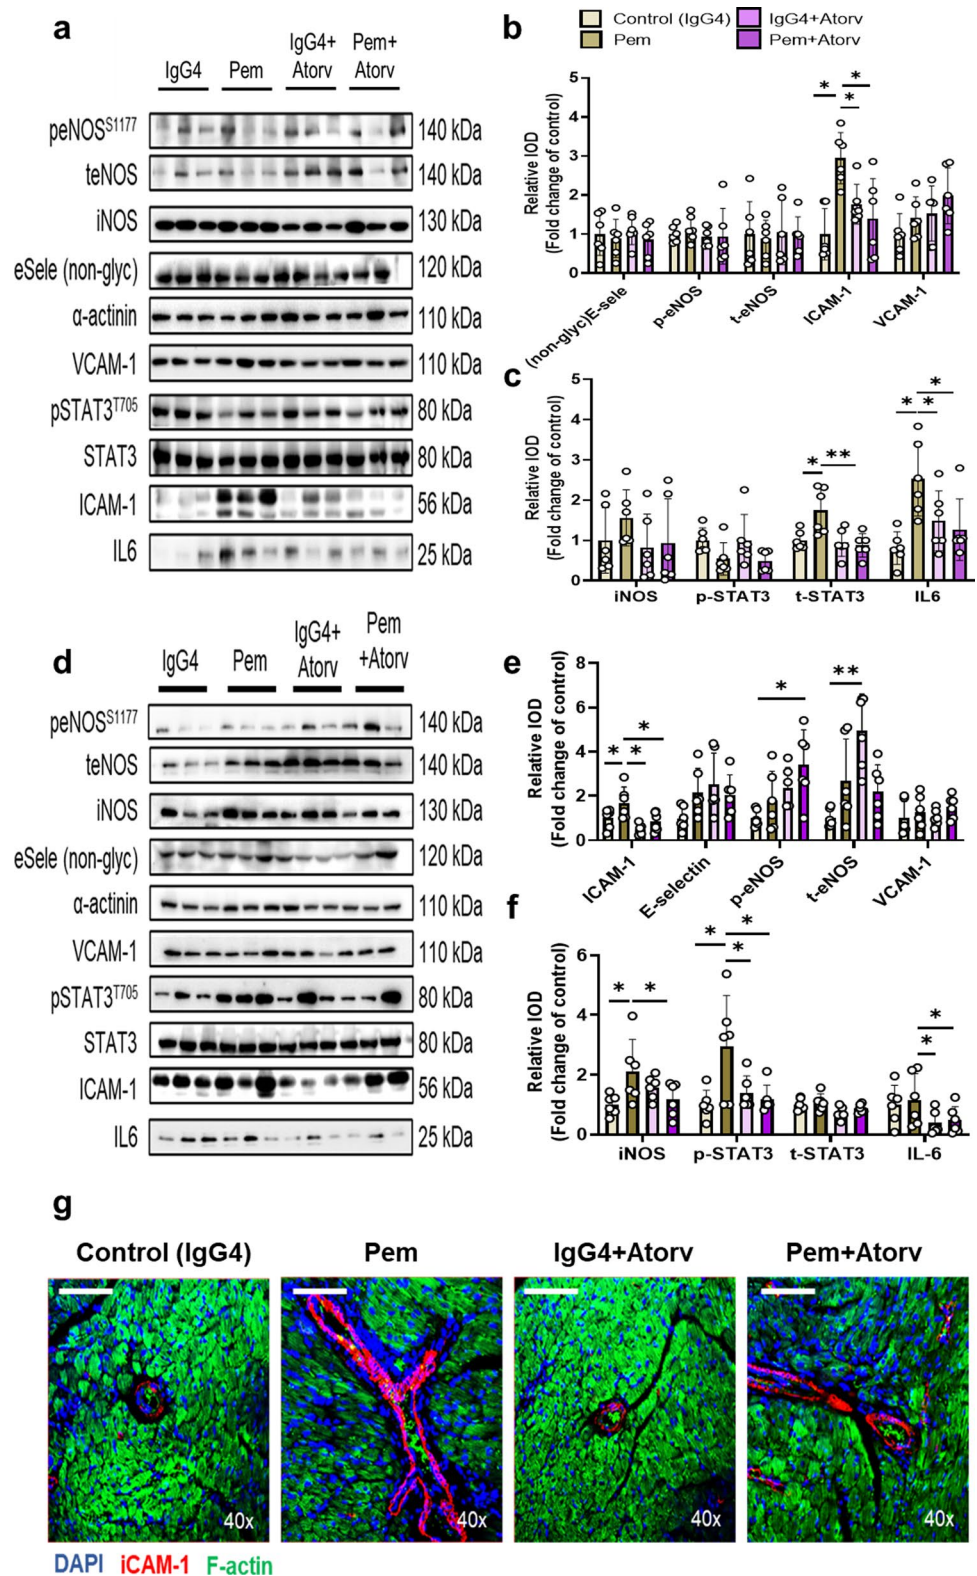 a
IgG4 Pem IgG4+ Atorv Pem+ Atorv
peNOS^S1177 140 kDa
teNOS 140 kDa
iNOS 130 kDa
eSele (non-glyc) 120 kDa
α-actinin 110 kDa
VCAM-1 110 kDa
pSTAT3^T705 80 kDa
STAT3 80 kDa
ICAM-1 56 kDa
IL6 25 kDa
b
Control (IgG4) IgG4+Atorv
Pem Pem+Atorv
Relative IOD
(Fold change of control)
5
4
3
2
1
0
* * *
(non-glyc)E-sele p-eNOS t-eNOS ICAM-1 VCAM-1
c
Relative IOD
(Fold change of control)
5
4
3
2
1
0
* ** * * *
iNOS p-STAT3 t-STAT3 IL6
d
IgG4 Pem IgG4+ Atorv Pem +Atorv
peNOS^S1177 140 kDa
teNOS 140 kDa
iNOS 130 kDa
eSele (non-glyc) 120 kDa
α-actinin 110 kDa
VCAM-1 110 kDa
pSTAT3^T705 80 kDa
STAT3 80 kDa
ICAM-1 56 kDa
IL6 25 kDa
e
Relative IOD
(Fold change of control)
8
6
4
2
0
* * * * **
ICAM-1 E-selectin p-eNOS t-eNOS VCAM-1
f
Relative IOD
(Fold change of control)
6
4
2
0
* * * * * * *
iNOS p-STAT3 t-STAT3 IL-6
g
Control (IgG4) Pem IgG4+Atorv Pem+Atorv
40x 40x 40x 40x
DAPI iCAM-1 F-actin